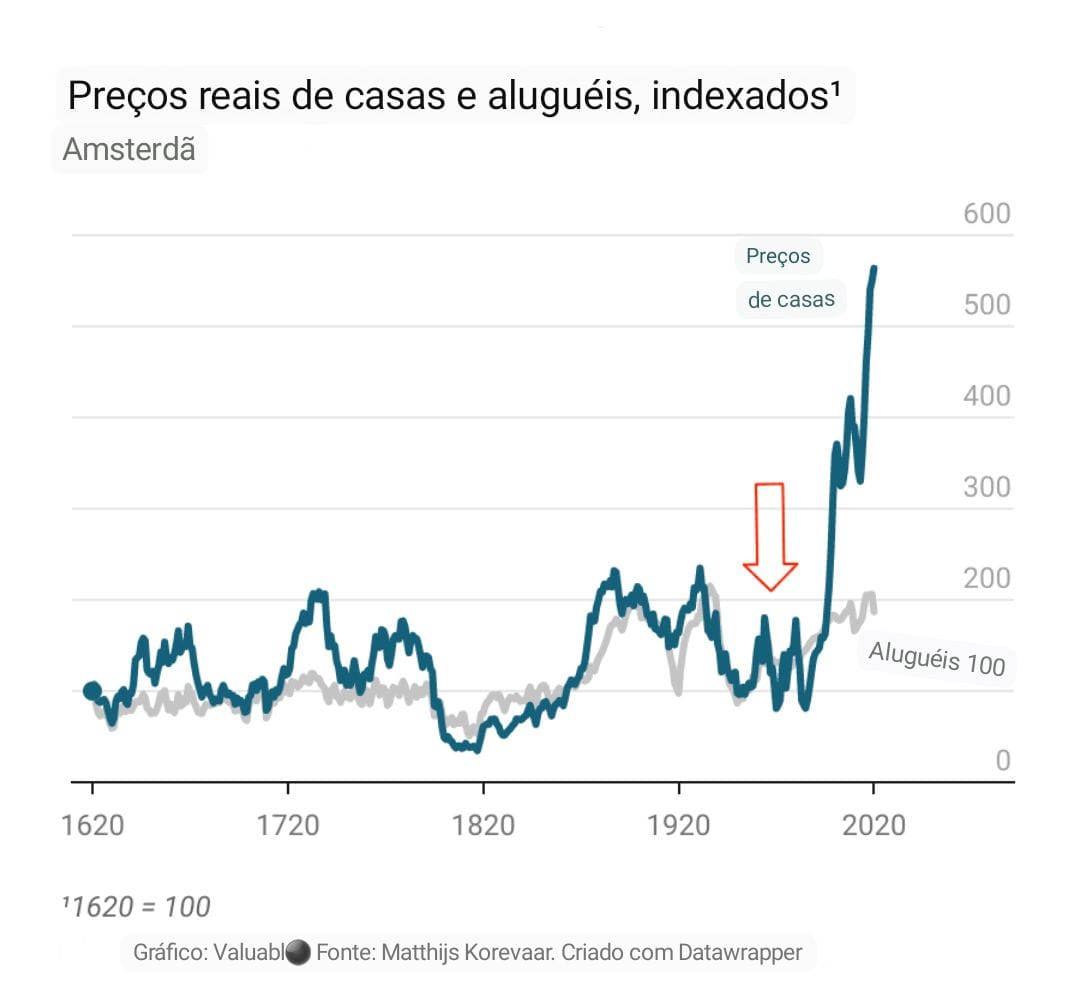 Preços reais de casas e aluguéis, indexados¹
Amsterdã
600
Preços
de casas
500
400
300
200
Aluguéis 100
0
1620 1720 1820 1920 2020
¹1620 = 100
Gráfico: Valuabl Fonte: Matthijs Korevaar. Criado com Datawrapper